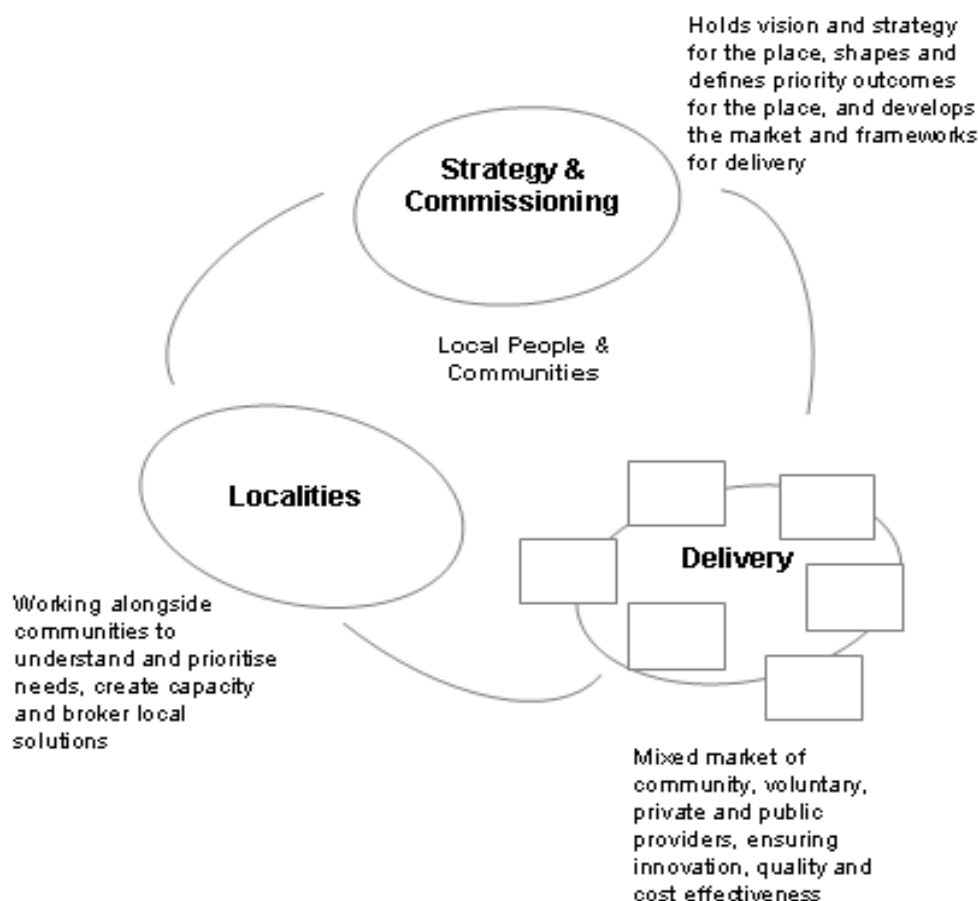 Holds vision and strategy
for the place, shapes and
defines priority outcomes
for the place, and develops
the market and frameworks
for delivery
Strategy &
Commissioning
Local People &
Communities
Localities
Delivery
Working alongside
communities to
understand and prioritise
needs, create capacity
and broker local
solutions
Mixed market of
community, voluntary,
private and public
providers, ensuring
innovation, quality and
cost effectiveness